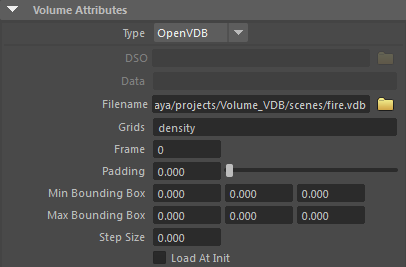 Volume Attributes
Type OpenVDB
DSO
Data
Filename aya/projects/Volume_VDB/scenes/fire.vdb
Grids density
Frame 0
Padding 0.000
Min Bounding Box 0.000 0.000 0.000
Max Bounding Box 0.000 0.000 0.000
Step Size 0.000
Load At Init